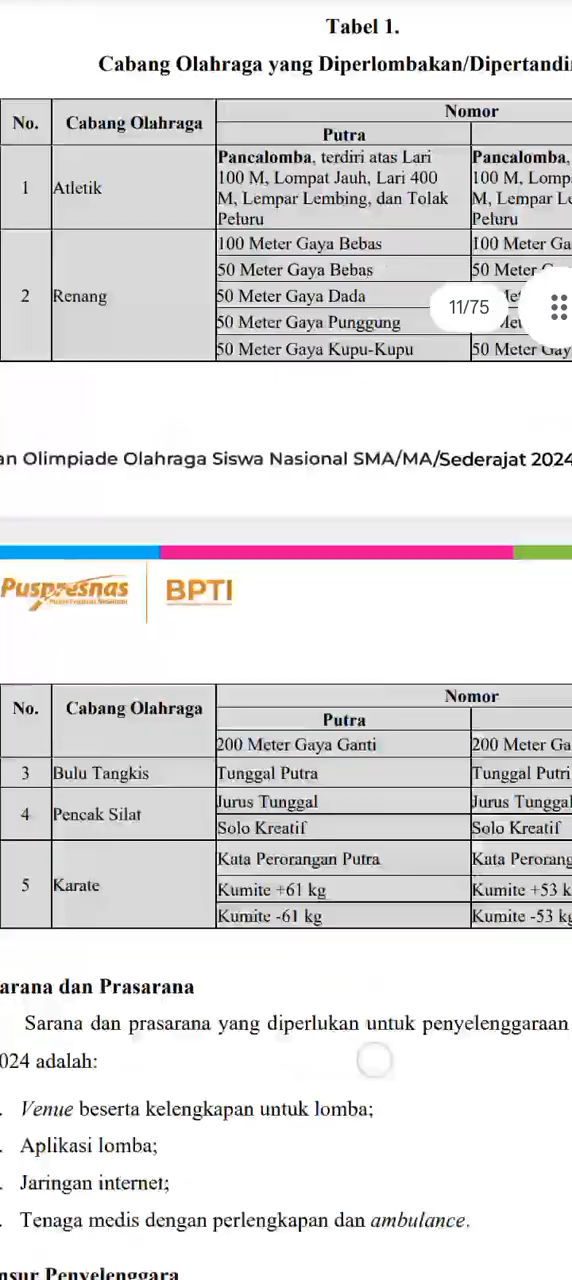 Tabel 1.
Cabang Olahraga yang Diperlombakan/Dipertandi
No. Cabang Olahraga Nomor
Putra
1 Atletik Pancalomba, terdiri atas Lari Pancalomba,
100 M, Lompat Jauh, Lari 400 100 M, Lomp
M, Lempar Lembing, dan Tolak M, Lempar Le
Peluru Peluru
2 Renang
100 Meter Gaya Bebas 100 Meter Ga
50 Meter Gaya Bebas 50 Meter
50 Meter Gaya Dada
11/75
50 Meter Gaya Punggung
50 Meter Gaya Kupu-Kupu 50 Meter Gay
an Olimpiade Olahraga Siswa Nasional SMA/MA/Sederajat 2024
Puspresnas BPTI
No. Cabang Olahraga Nomor
Putra
200 Meter Gaya Ganti 200 Meter Ga
3 Bulu Tangkis Tunggal Putra Tunggal Putri
4 Pencak Silat
Jurus Tunggal Jurus Tunggal
Solo Kreatif Solo Kreatif
5 Karate
Kata Perorangan Putra Kata Perorang
Kumite +61 kg Kumite +53 k
Kumite -61 kg Kumite -53 kg
arana dan Prasarana
Sarana dan prasarana yang diperlukan untuk penyelenggaraan
024 adalah:
. Venue beserta kelengkapan untuk lomba;
. Aplikasi lomba;
. Jaringan internet;
. Tenaga medis dengan perlengkapan dan ambulance.
nsur Penyelenggara